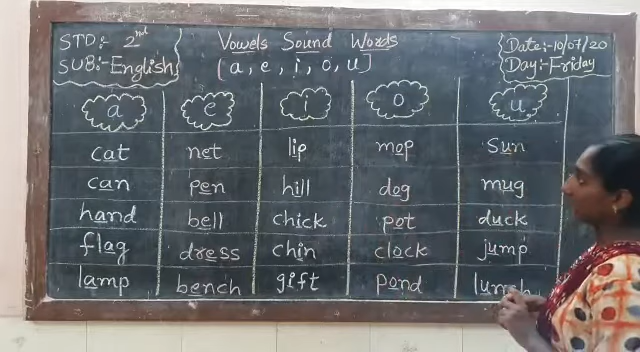 STD:- 2nd
SUB:-English
Vowels Sound Words
[a, e, i, o, u]
Date:-10/07/20
Day:-Friday
a e i o u
cat net lip mop sun
can pen hill dog mug
hand bell chick pot duck
flag dress chin clock jump
lamp bench gift pond lunch